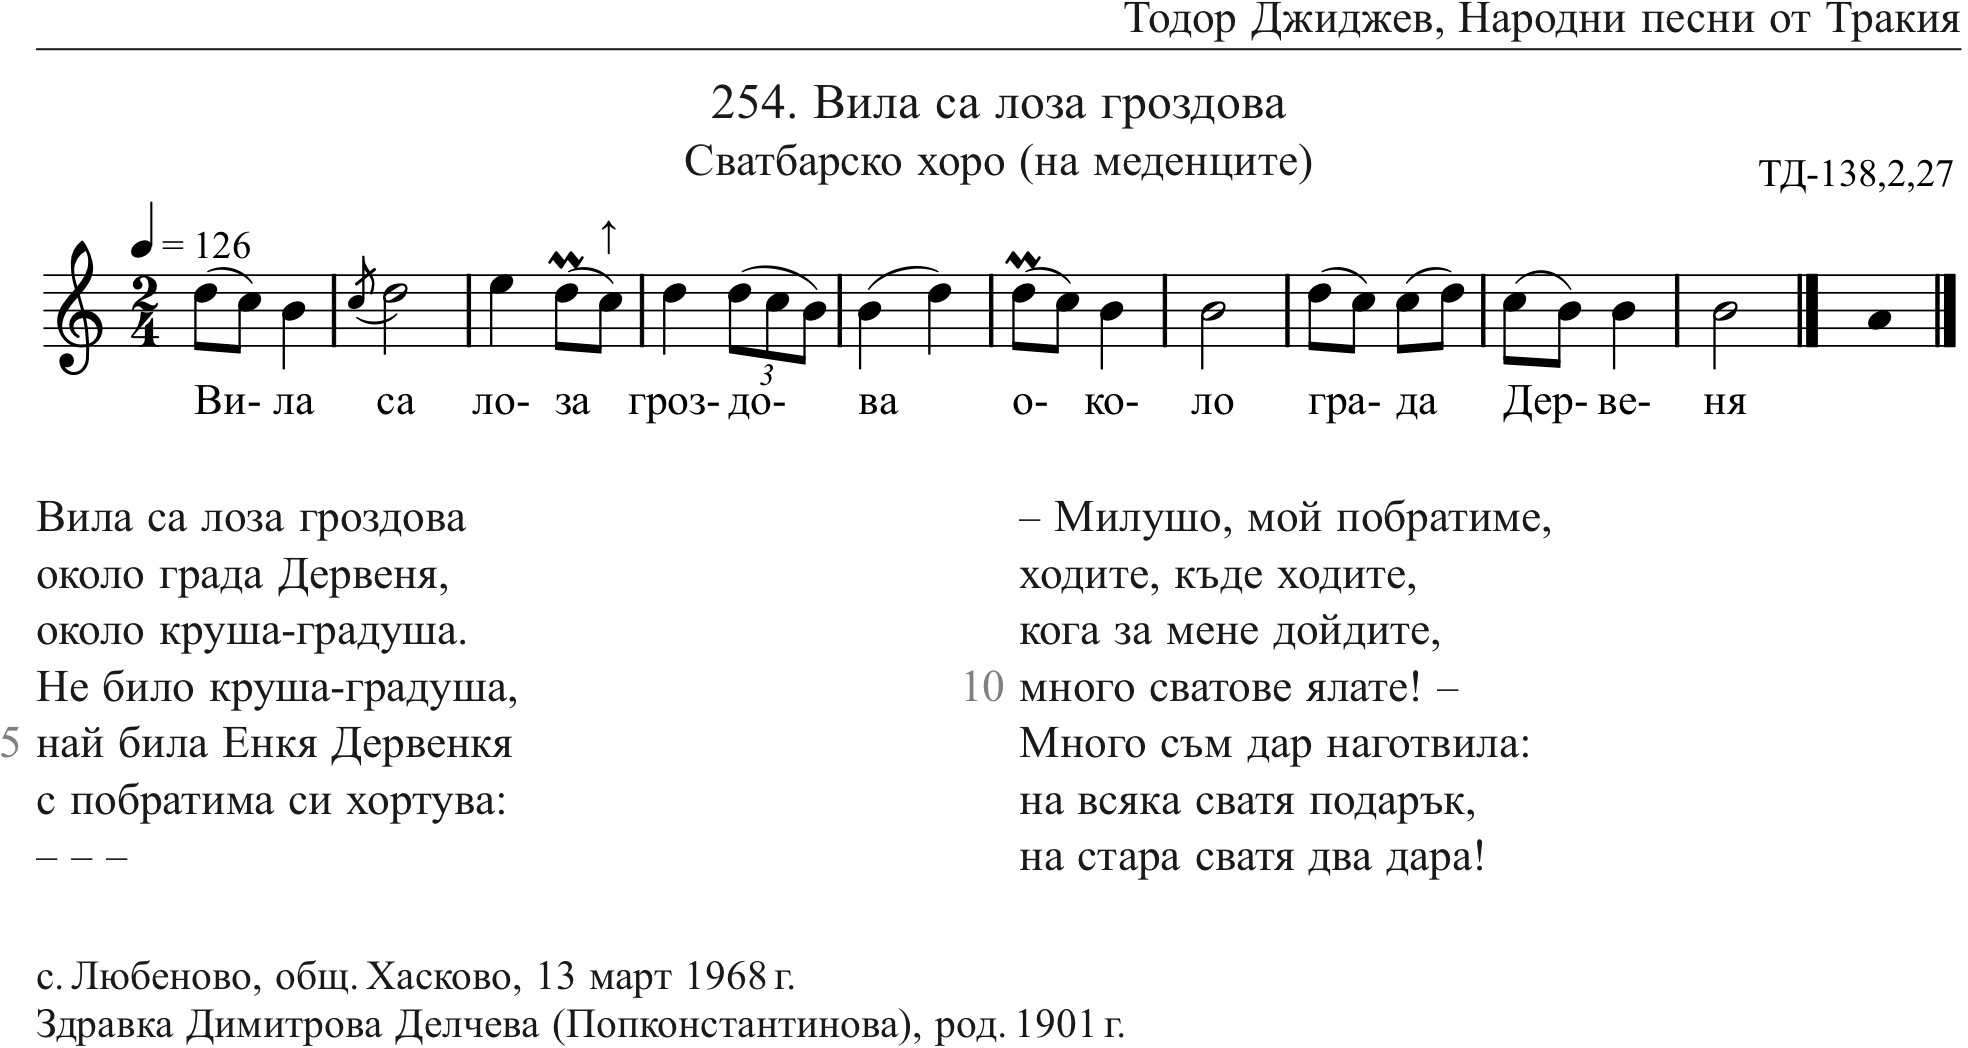 Тодор Джиджев, Народни песни от Тракия
254. Вила са лоза гроздова
Сватбарско хоро (на меденците)
ТД-138,2,27
= 126
2
4
3
Ви- ла са ло- за гроз- до- ва о- ко- ло гра- да Дер- ве- ня
Вила са лоза гроздова
около града Дервеня,
около круша-градуша.
Не било круша-градуша,
5 най била Енкя Дервенкя
с побратима си хортува:
– – –
– Милушо, мой побратиме,
ходите, къде ходите,
кога за мене дойдите,
10 много сватове ялате! –
Много съм дар наготвила:
на всяка сватя подарък,
на стара сватя два дара!
с. Любеново, общ. Хасково, 13 март 1968 г.
Здравка Димитрова Делчева (Попконстантинова), род. 1901 г.